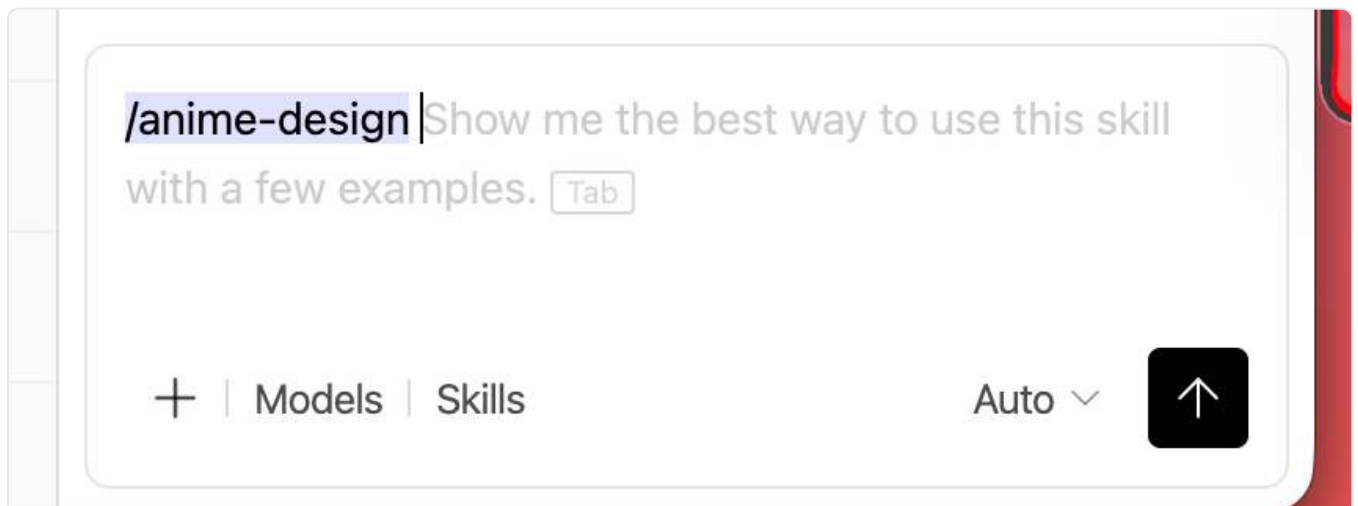 /anime-design Show me the best way to use this skill
with a few examples. Tab
Models | Skills
Auto